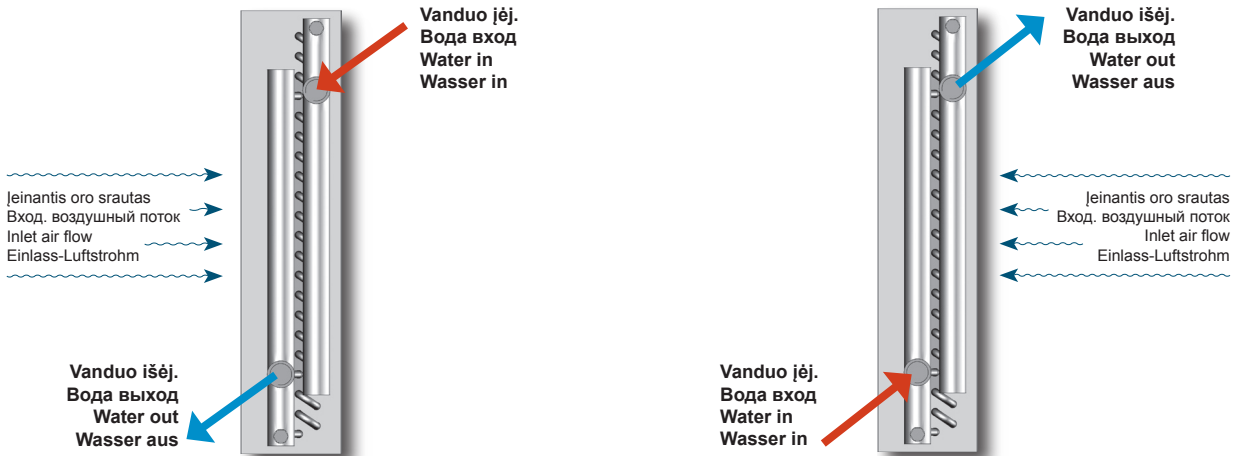 Vanduo įėj.
Вода вход
Water in
Wasser in
Įeinantis oro srautas
Вход. воздушный поток
Inlet air flow
Einlass-Luftstrohm
Vanduo išėj.
Вода выход
Water out
Wasser aus
Vanduo išėj.
Вода выход
Water out
Wasser aus
Įeinantis oro srautas
Вход. воздушный поток
Inlet air flow
Einlass-Luftstrohm
Vanduo įėj.
Вода вход
Water in
Wasser in